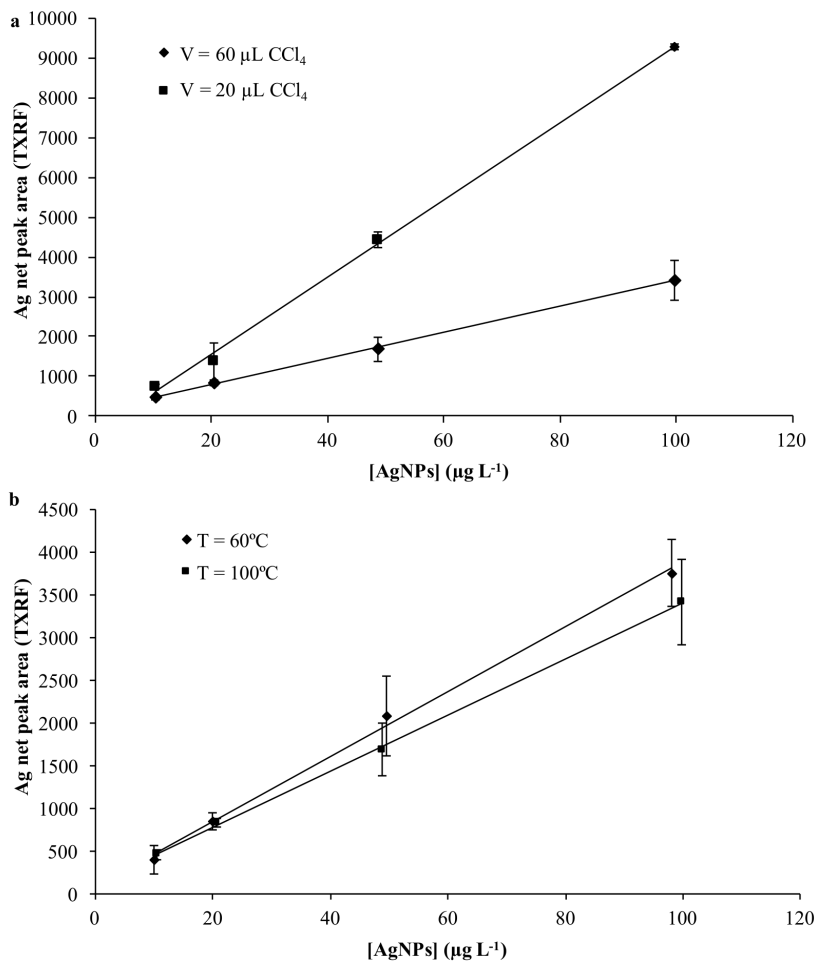 a
10000
9000
8000
7000
6000
5000
4000
3000
2000
1000
0
Ag net peak area (TXRF)
V = 60 µL CCl₄
V = 20 µL CCl₄
0 20 40 60 80 100 120
[AgNPs] (µg L⁻¹)
b
4500
4000
3500
3000
2500
2000
1500
1000
500
0
Ag net peak area (TXRF)
T = 60ºC
T = 100ºC
0 20 40 60 80 100 120
[AgNPs] (µg L⁻¹)